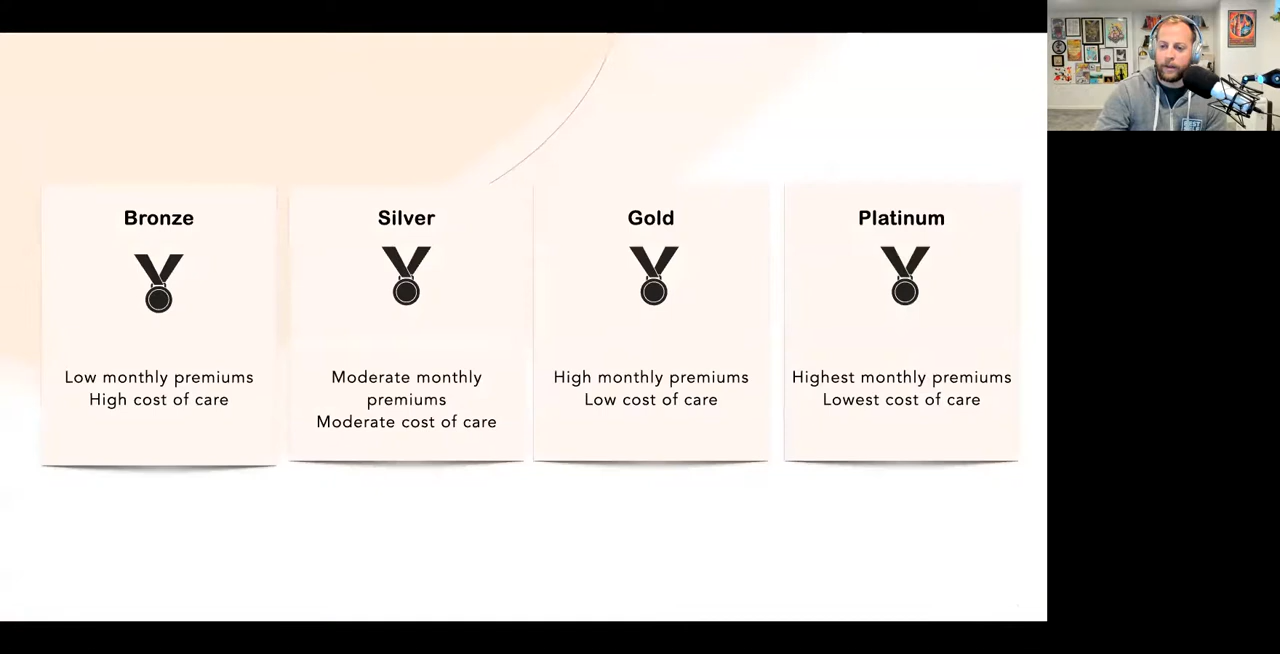 Bronze
Low monthly premiums
High cost of care
Silver
Moderate monthly
premiums
Moderate cost of care
Gold
High monthly premiums
Low cost of care
Platinum
Highest monthly premiums
Lowest cost of care